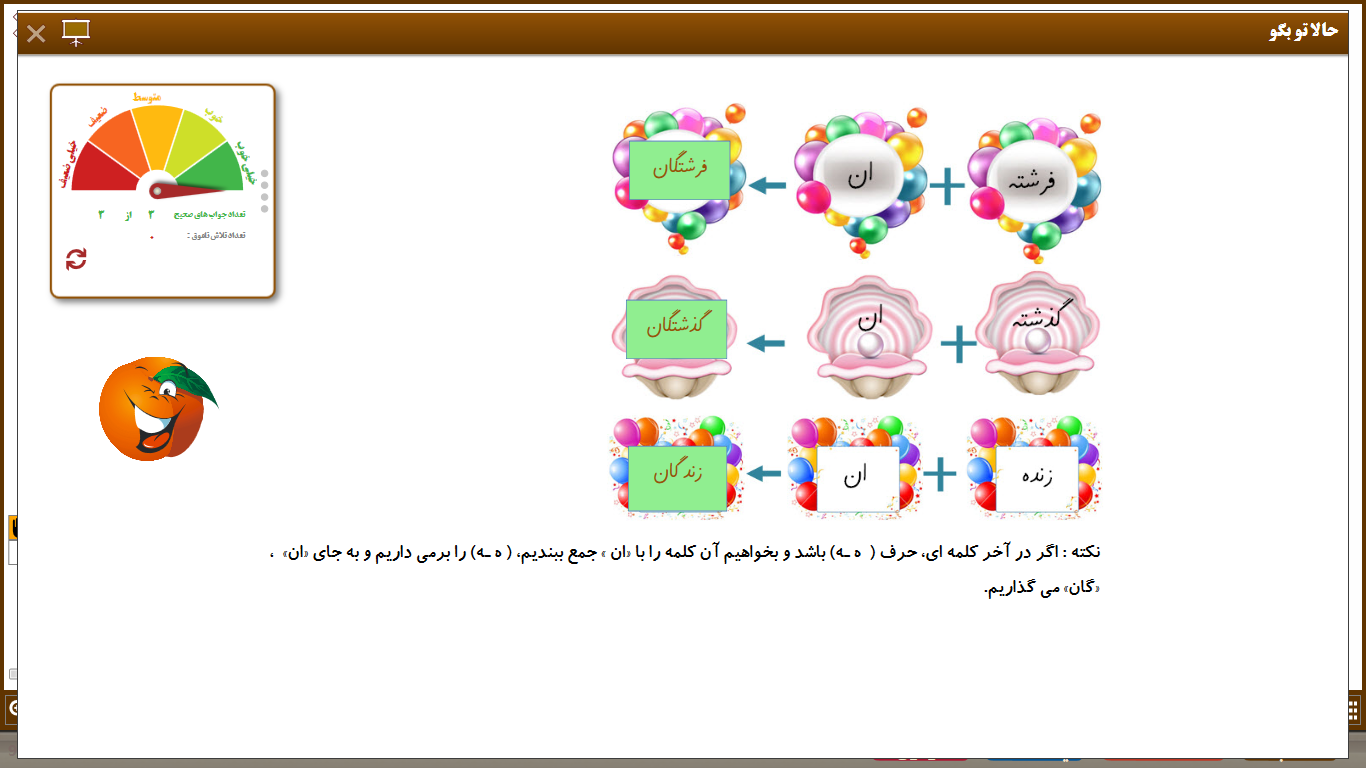 حالا تو بگو
خیلی ضعیف
ضعیف
متوسط
خوب
خیلی خوب
تعداد جواب های صحیح ۳ از ۳
تعداد تلاش ناموفق : ۰
فرشته + ان فرشتگان
گذشته + ان گذشتگان
زنده + ان زندگان
نکته : اگر در آخر کلمه ای، حرف ( ه ـه) باشد و بخواهیم آن کلمه را با «ان » جمع ببندیم، ( ه ـه) را برمی داریم و به جای «ان» ،
«گان» می گذاریم.